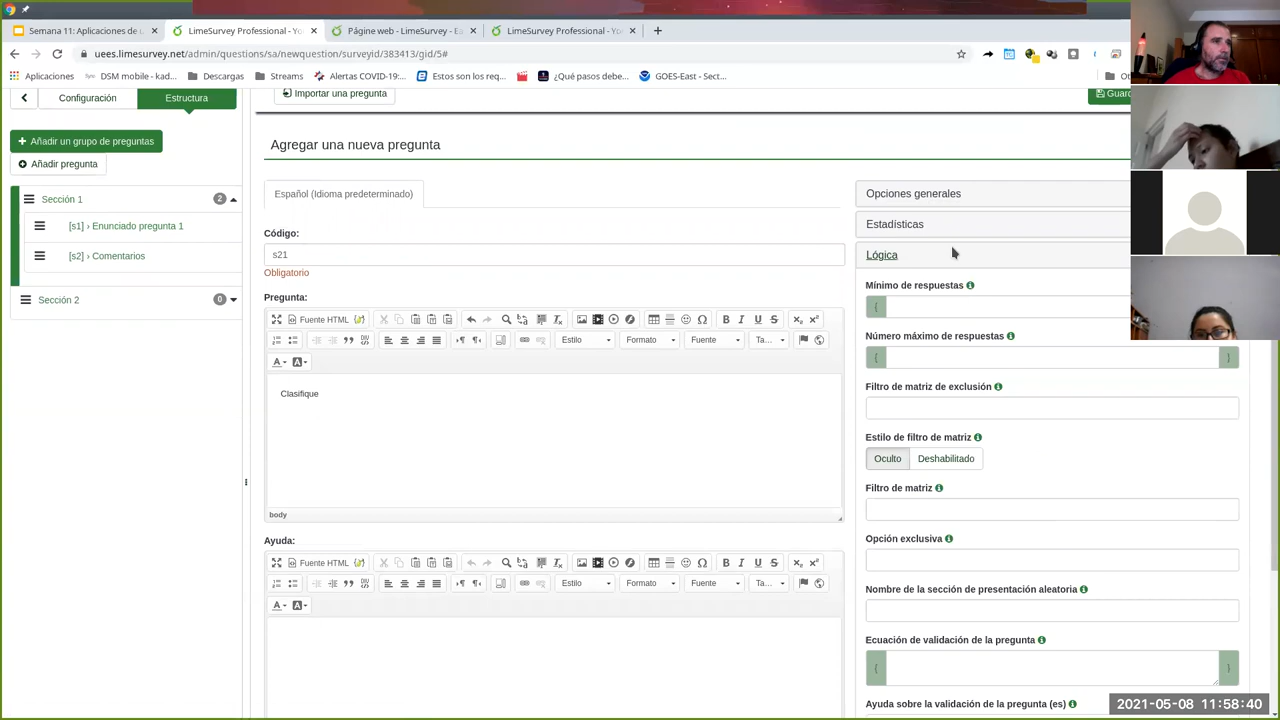 Semana 11: Aplicaciones de
LimeSurvey Professional - Yo
Página web - LimeSurvey - E
LimeSurvey Professional - Yo
uees.limesurvey.net/admin/questions/sa/newquestion/surveyid/383413/gid/5#
Aplicaciones
DSM mobile - kad...
Descargas
Streams
Alertas COVID-19:...
Estos son los req...
¿Qué pasos debe...
GOES-East - Sect...
Configuración
Estructura
Importar una pregunta
Añadir un grupo de preguntas
Añadir pregunta
Sección 1
2
[s1] › Enunciado pregunta 1
[s2] › Comentarios
Sección 2
0
Agregar una nueva pregunta
Español (Idioma predeterminado)
Código:
s21
Obligatorio
Pregunta:
Fuente HTML
Estilo
Formato
Fuente
Ta...
Clasifique
body
Ayuda:
Fuente HTML
Estilo
Formato
Fuente
Ta...
Opciones generales
Estadísticas
Lógica
Mínimo de respuestas
Número máximo de respuestas
Filtro de matriz de exclusión
Estilo de filtro de matriz
Oculto
Deshabilitado
Filtro de matriz
Opción exclusiva
Nombre de la sección de presentación aleatoria
Ecuación de validación de la pregunta
Ayuda sobre la validación de la pregunta (es)
2021-05-08 11:58:40